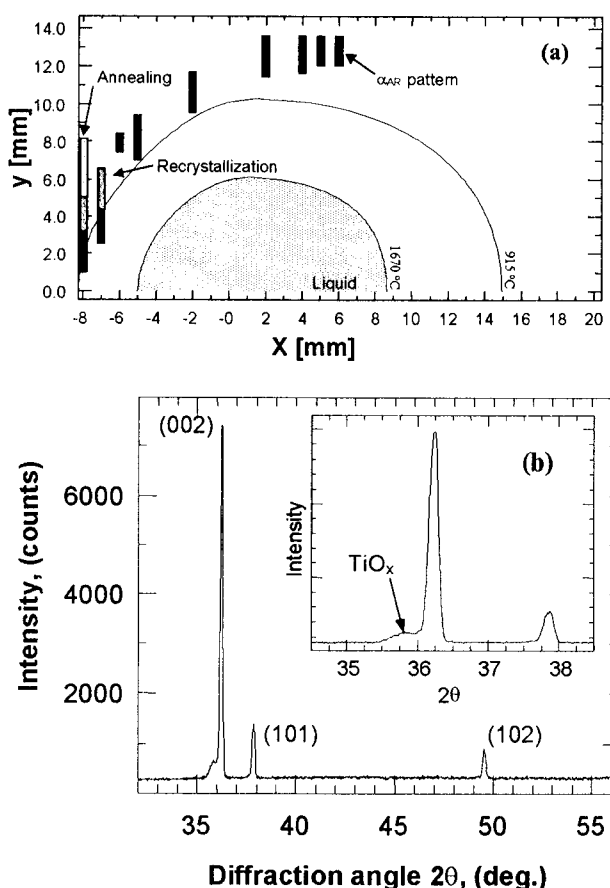 (a)
14.0
12.0
10.0
8.0
6.0
4.0
2.0
0.0
y [mm]
Annealing
Recrystallization
αAR pattern
Liquid
1670 °C
915 °C
-8 -6 -4 -2 -0 2 4 6 8 10 12 14 16 18 20
X [mm]
(002)
(b)
6000
4000
2000
Intensity, (counts)
Intensity
TiOx
35 36 37 38
2θ
(101)
(102)
35 40 45 50 55
Diffraction angle 2θ, (deg.)